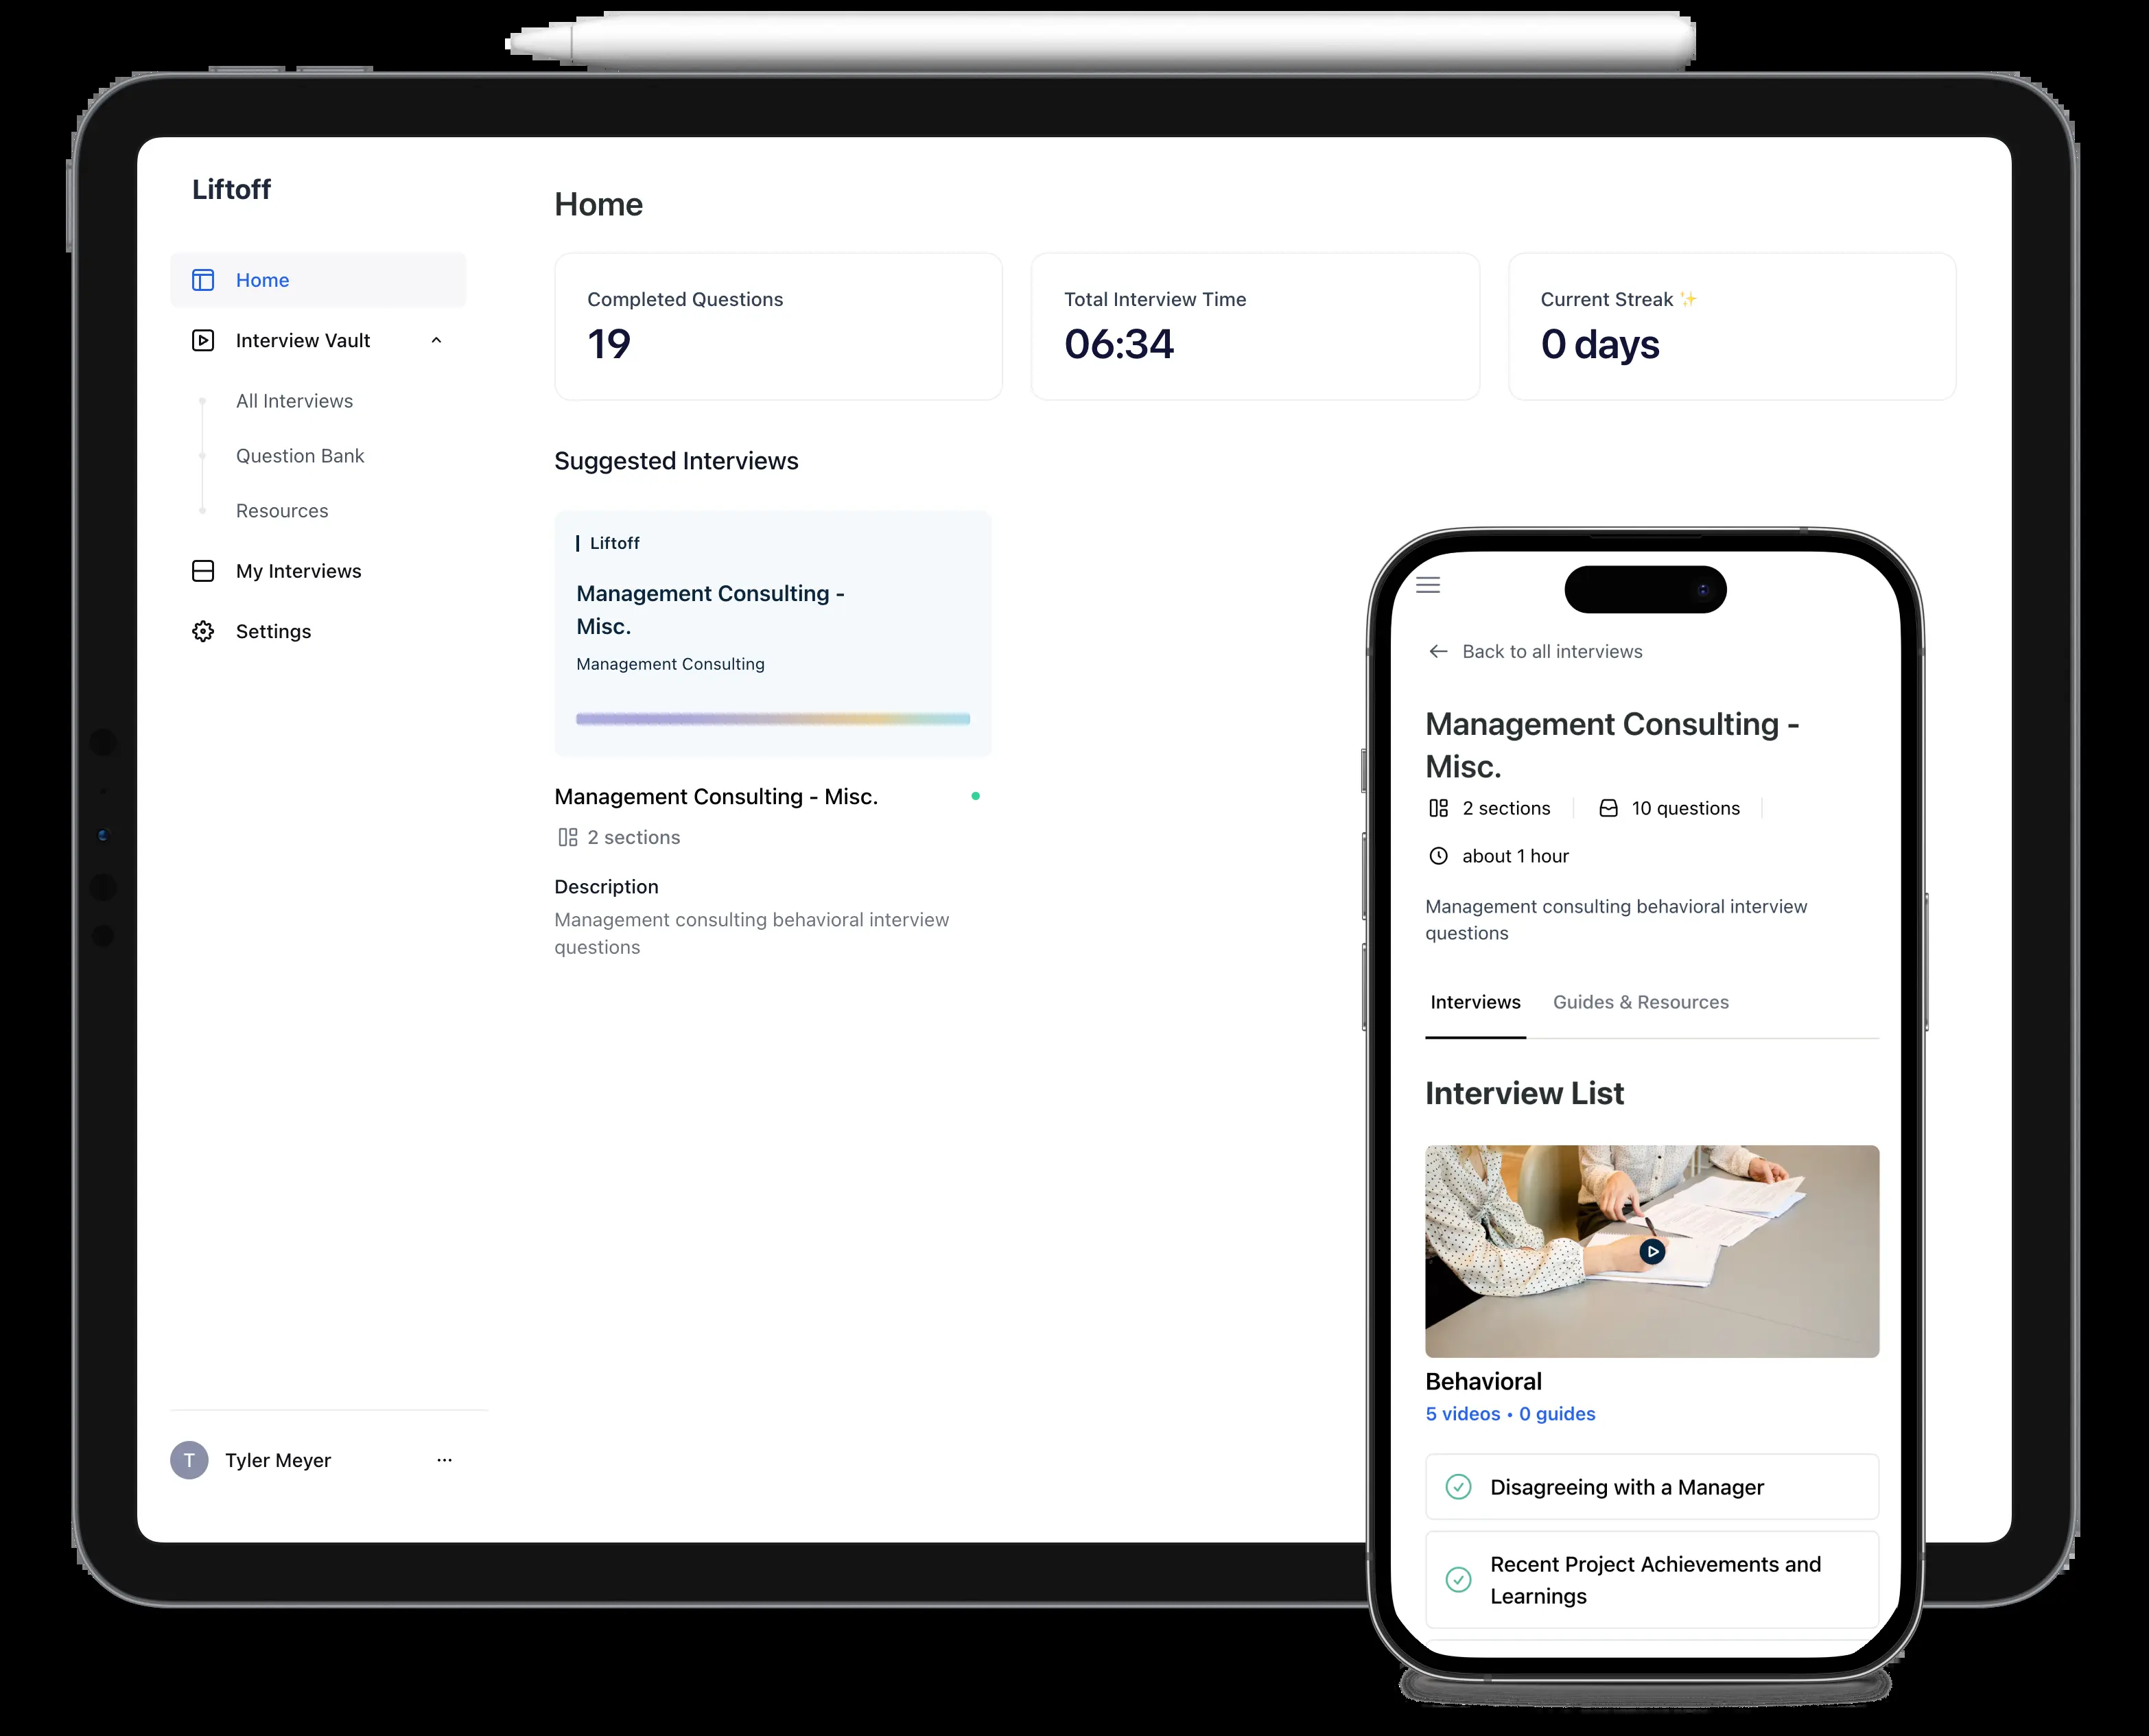 Liftoff
Home
Interview Vault
All Interviews
Question Bank
Resources
My Interviews
Settings
T
Tyler Meyer
Home
Completed Questions
19
Total Interview Time
06:34
Current Streak ✨
0 days
Suggested Interviews
Liftoff
Management Consulting -
Misc.
Management Consulting
Management Consulting - Misc.
2 sections
Description
Management consulting behavioral interview
questions
Back to all interviews
Management Consulting -
Misc.
2 sections
10 questions
about 1 hour
Management consulting behavioral interview
questions
Interviews
Guides & Resources
Interview List
Behavioral
5 videos • 0 guides
Disagreeing with a Manager
Recent Project Achievements and
Learnings